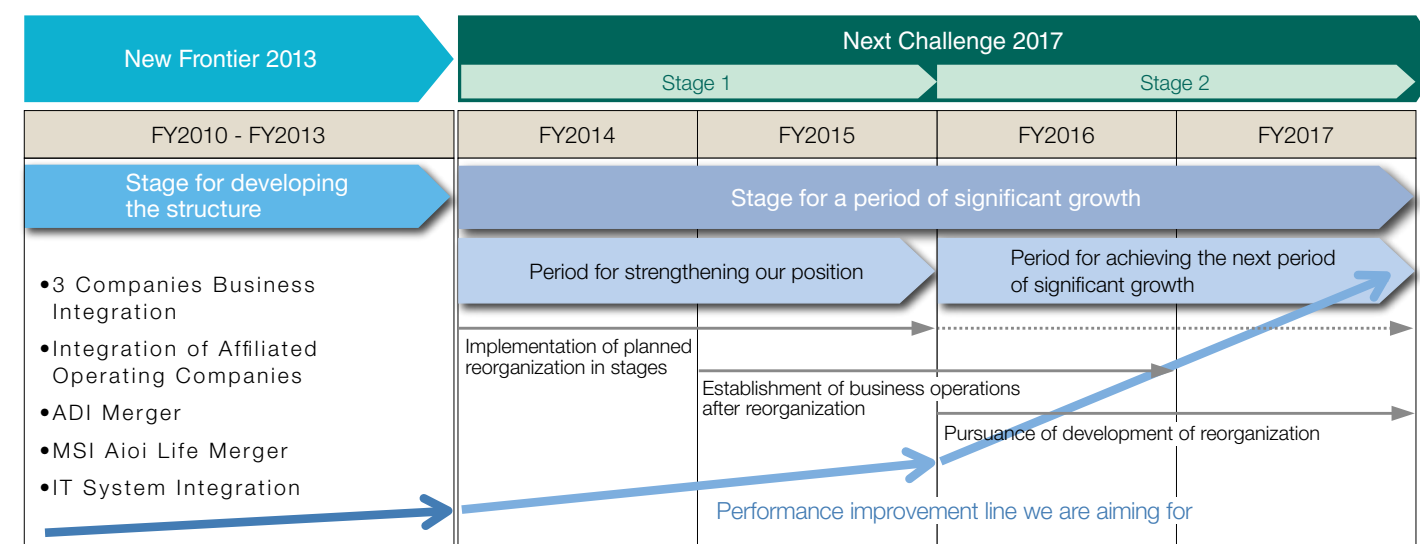 New Frontier 2013
Next Challenge 2017
Stage 1
Stage 2
FY2010 - FY2013
FY2014
FY2015
FY2016
FY2017
Stage for developing
the structure
Stage for a period of significant growth
Period for strengthening our position
Period for achieving the next period
of significant growth
•3 Companies Business
Integration
•Integration of Affiliated
Operating Companies
•ADI Merger
•MSI Aioi Life Merger
•IT System Integration
Implementation of planned
reorganization in stages
Establishment of business operations
after reorganization
Pursuance of development of reorganization
Performance improvement line we are aiming for